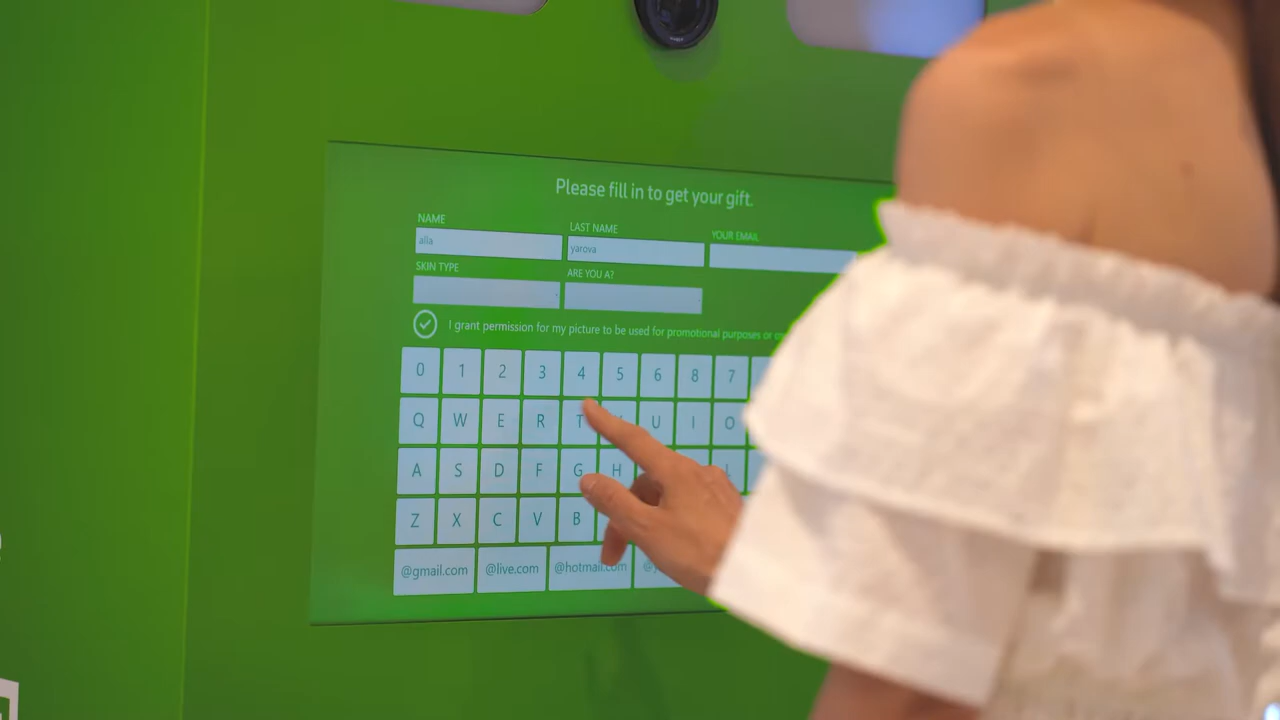 Please fill in to get your gift.
NAME LAST NAME YOUR EMAIL
alla yarova
SKIN TYPE ARE YOU A?
I grant permission for my picture to be used for promotional purposes or
0 1 2 3 4 5 6 8 7
Q W E R T U I O
A S D F G H L
Z X C V B
@gmail.com @live.com @hotmail.com